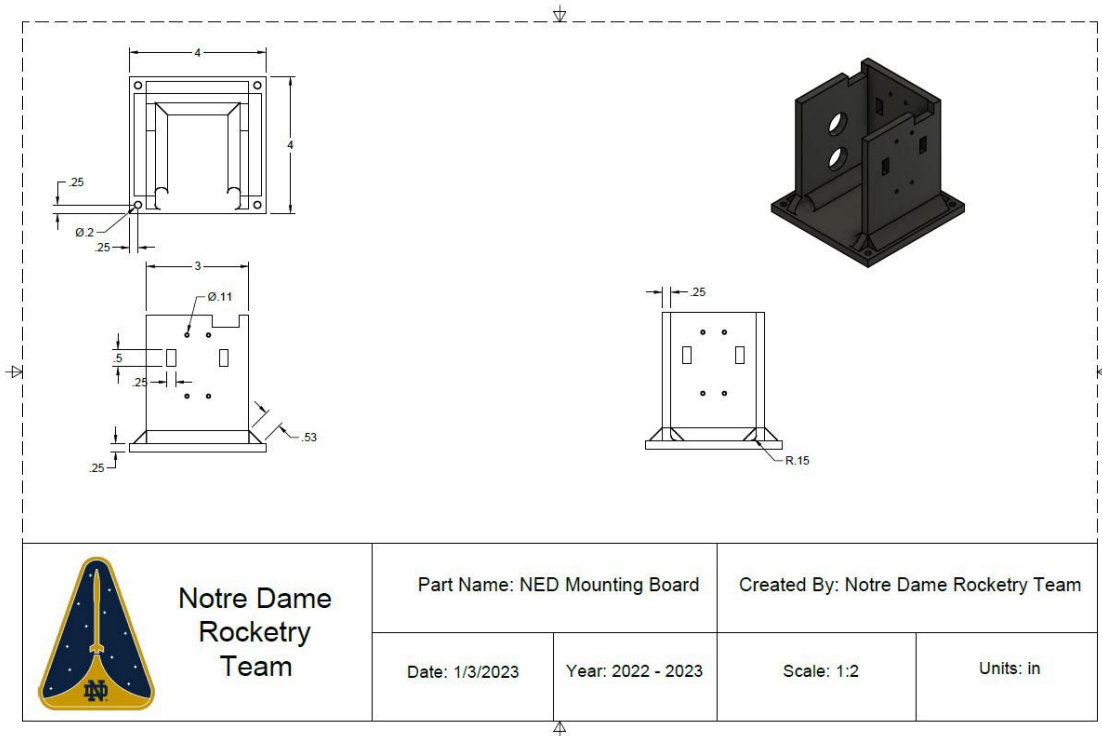 4
4
.25
Ø.2
.25
3
Ø.11
.5
.25
.53
.25
.25
R.15
ND
Notre Dame
Rocketry
Team
Part Name: NED Mounting Board
Created By: Notre Dame Rocketry Team
Date: 1/3/2023
Year: 2022 - 2023
Scale: 1:2
Units: in